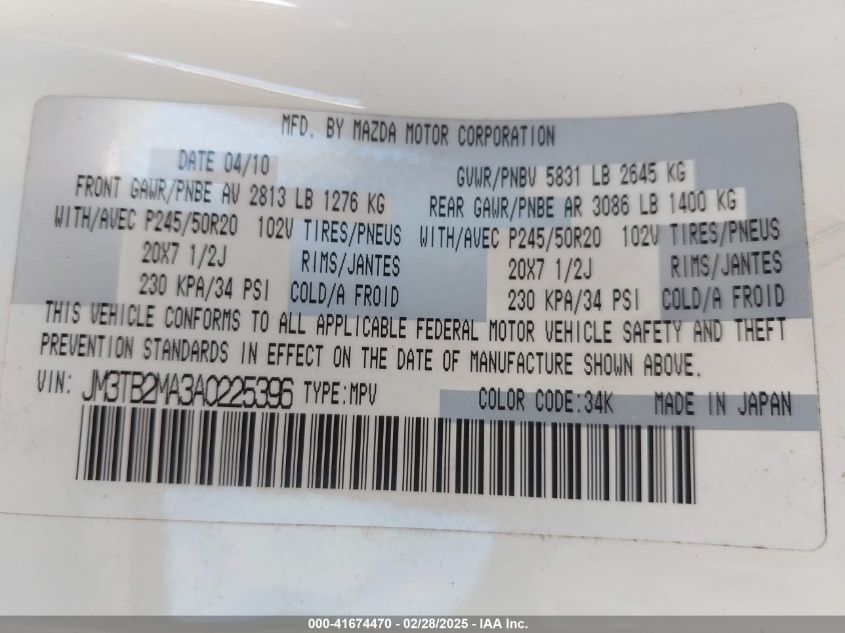 MFD. BY MAZDA MOTOR CORPORATION
DATE 04/10 GVWR/PNBV 5831 LB 2645 KG
FRONT GAWR/PNBE AV 2813 LB 1276 KG REAR GAWR/PNBE AR 3086 LB 1400 KG
WITH/AVEC P245/50R20 102V TIRES/PNEUS WITH/AVEC P245/50R20 102V TIRES/PNEUS
20X7 1/2J RIMS/JANTES 20X7 1/2J RIMS/JANTES
230 KPA/34 PSI COLD/A FROID 230 KPA/34 PSI COLD/A FROID
THIS VEHICLE CONFORMS TO ALL APPLICABLE FEDERAL MOTOR VEHICLE SAFETY AND THEFT
PREVENTION STANDARDS IN EFFECT ON THE DATE OF MANUFACTURE SHOWN ABOVE.
VIN: JM3TB2MA3A0225396 TYPE:MPV COLOR CODE:34K MADE IN JAPAN
000-41674470 - 02/28/2025 - IAA Inc.